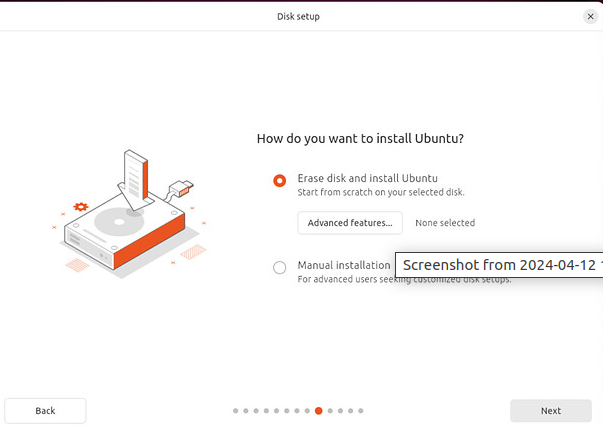 Disk setup
How do you want to install Ubuntu?
Erase disk and install Ubuntu
Start from scratch on your selected disk.
Advanced features... None selected
Manual installation
Screenshot from 2024-04-12 1
For advanced users seeking customized disk setups.
Back
Next